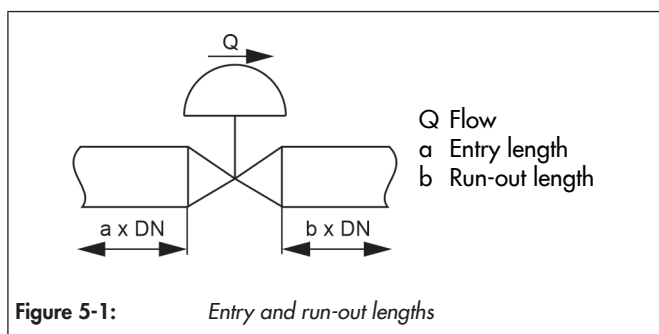 Q
Q Flow
a Entry length
b Run-out length
a x DN
b x DN
Figure 5-1: Entry and run-out lengths